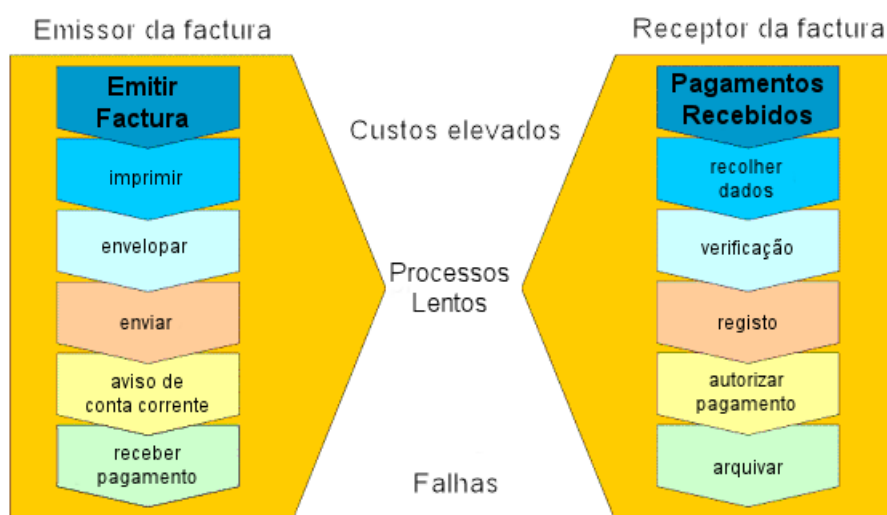 Emissor da factura
Emitir
Factura
imprimir
envelopar
enviar
aviso de
conta corrente
receber
pagamento
Custos elevados
Processos
Lentos
Falhas
Receptor da factura
Pagamentos
Recebidos
recolher
dados
verificação
registo
autorizar
pagamento
arquivar